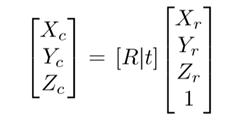 [X_c
Y_c
Z_c] = [R|t] [X_r
Y_r
Z_r
1]